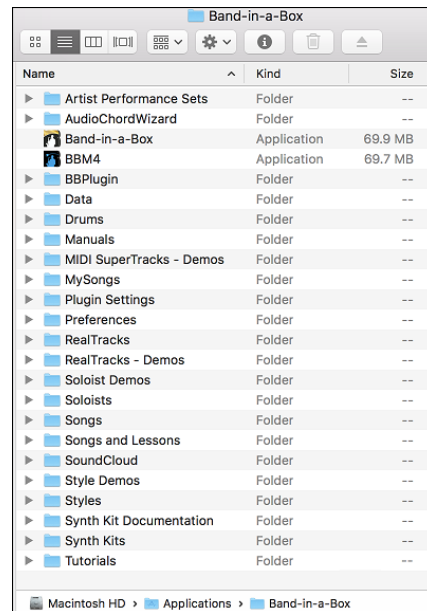 Band-in-a-Box
Name Kind Size
Artist Performance Sets Folder --
AudioChordWizard Folder --
Band-in-a-Box Application 69.9 MB
BBM4 Application 69.7 MB
BBPlugin Folder --
Data Folder --
Drums Folder --
Manuals Folder --
MIDI SuperTracks - Demos Folder --
MySongs Folder --
Plugin Settings Folder --
Preferences Folder --
RealTracks Folder --
RealTracks - Demos Folder --
Soloist Demos Folder --
Soloists Folder --
Songs Folder --
Songs and Lessons Folder --
SoundCloud Folder --
Style Demos Folder --
Styles Folder --
Synth Kit Documentation Folder --
Synth Kits Folder --
Tutorials Folder --
Macintosh HD › Applications › Band-in-a-Box